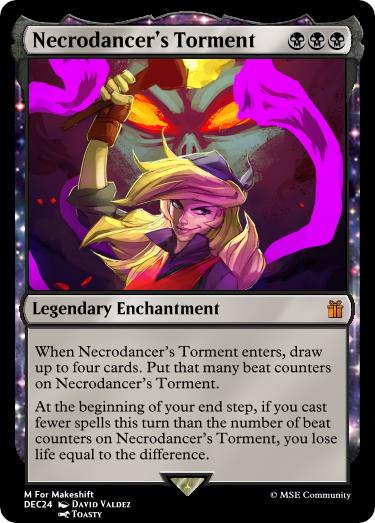 Necrodancer's Torment
Legendary Enchantment
When Necrodancer's Torment enters, draw
up to four cards. Put that many beat counters
on Necrodancer's Torment.
At the beginning of your end step, if you cast
fewer spells this turn than the number of beat
counters on Necrodancer's Torment, you lose
life equal to the difference.
M For Makeshift
DEC24 David Valdez
Toasty
© MSE Community